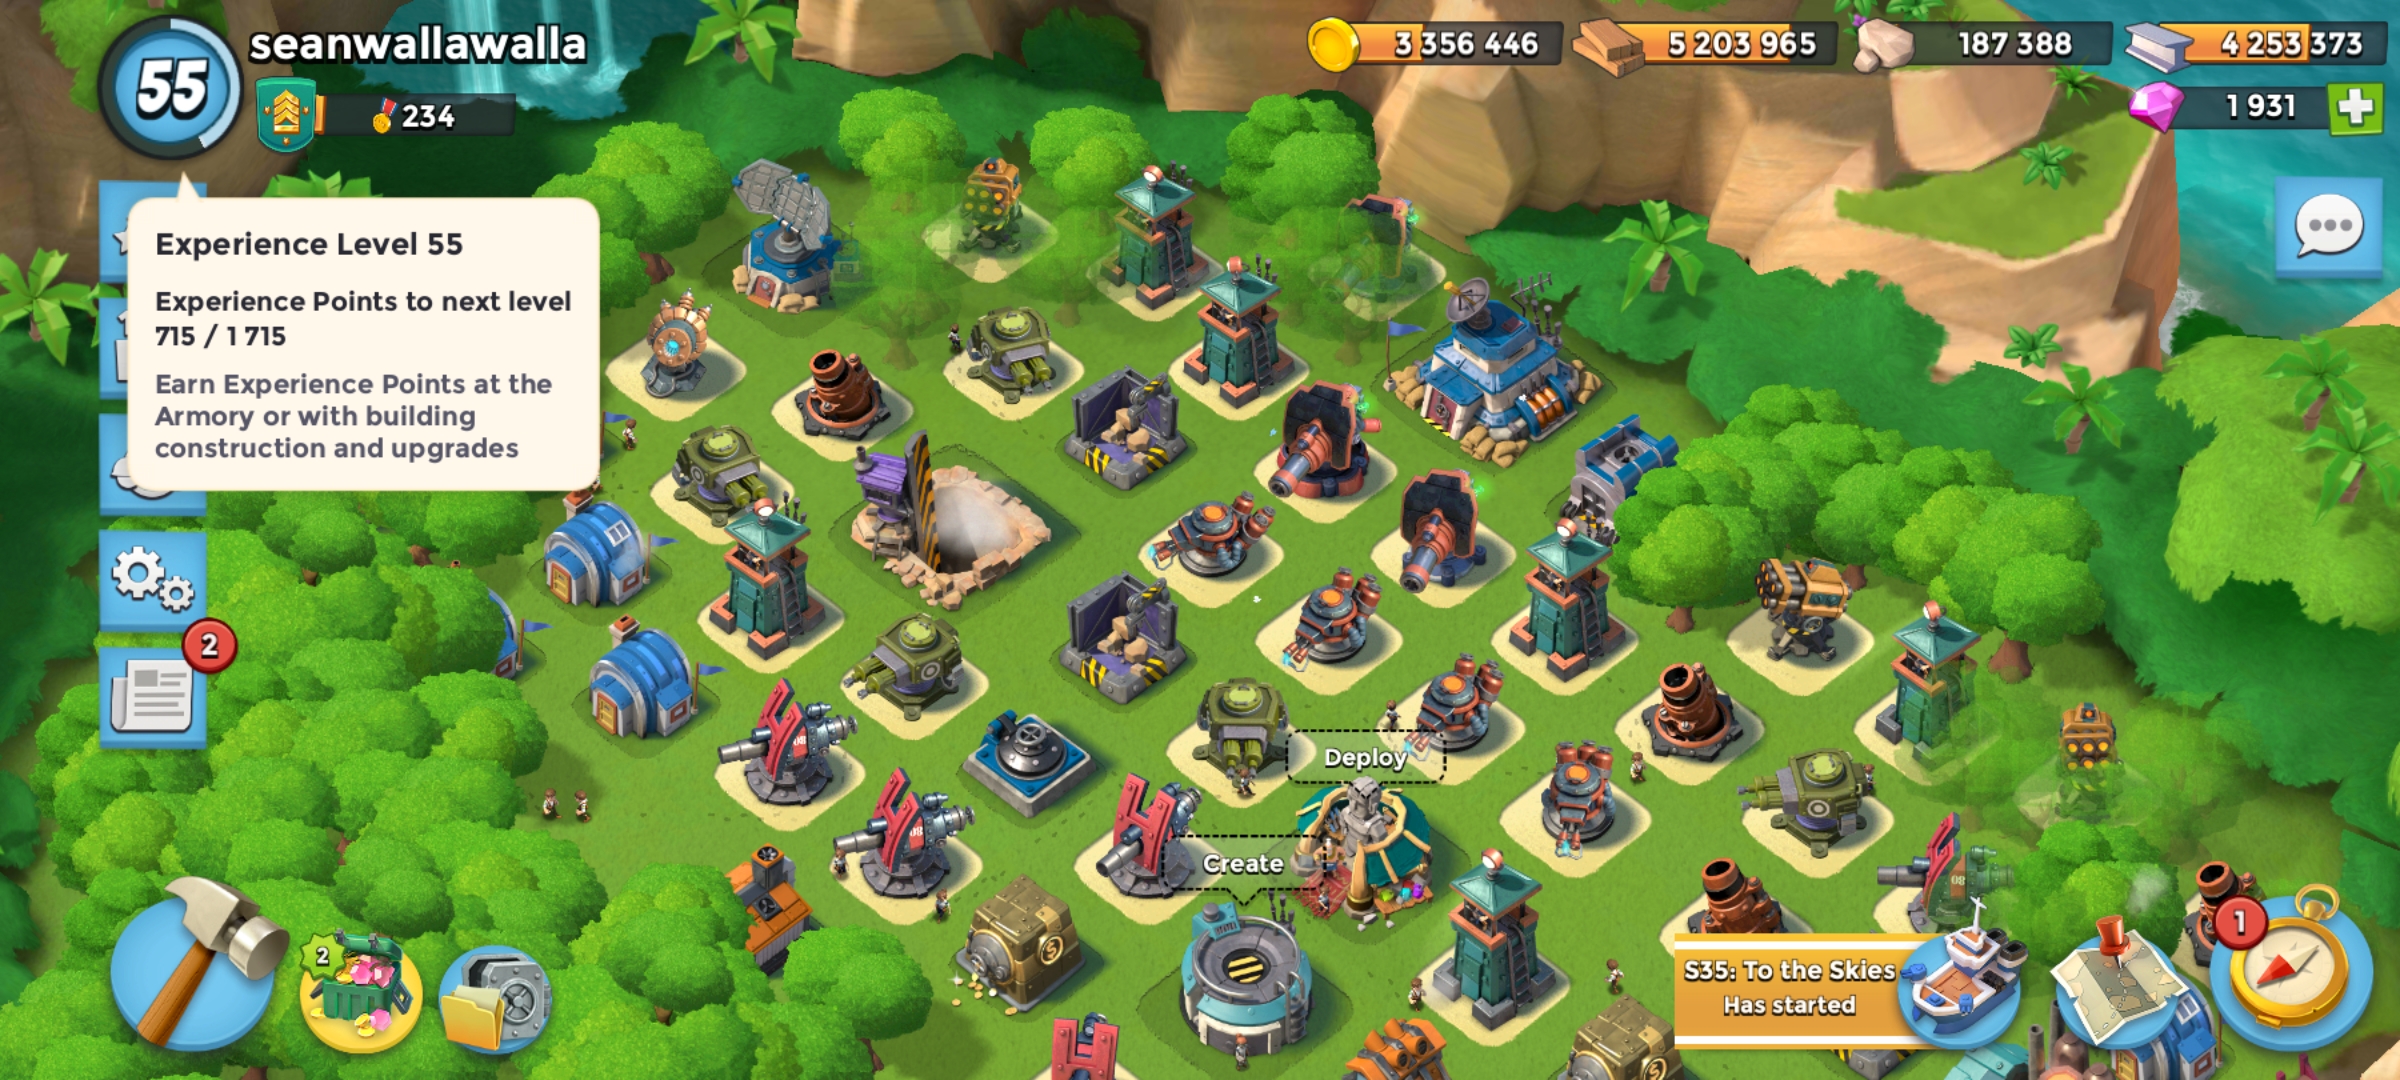 55
seanwallawalla
234
3 356 446
5 203 965
187 388
4 253 373
1 931
Experience Level 55
Experience Points to next level
715 / 1 715
Earn Experience Points at the
Armory or with building
construction and upgrades
2
Deploy
Create
2
S35: To the Skies
Has started
1